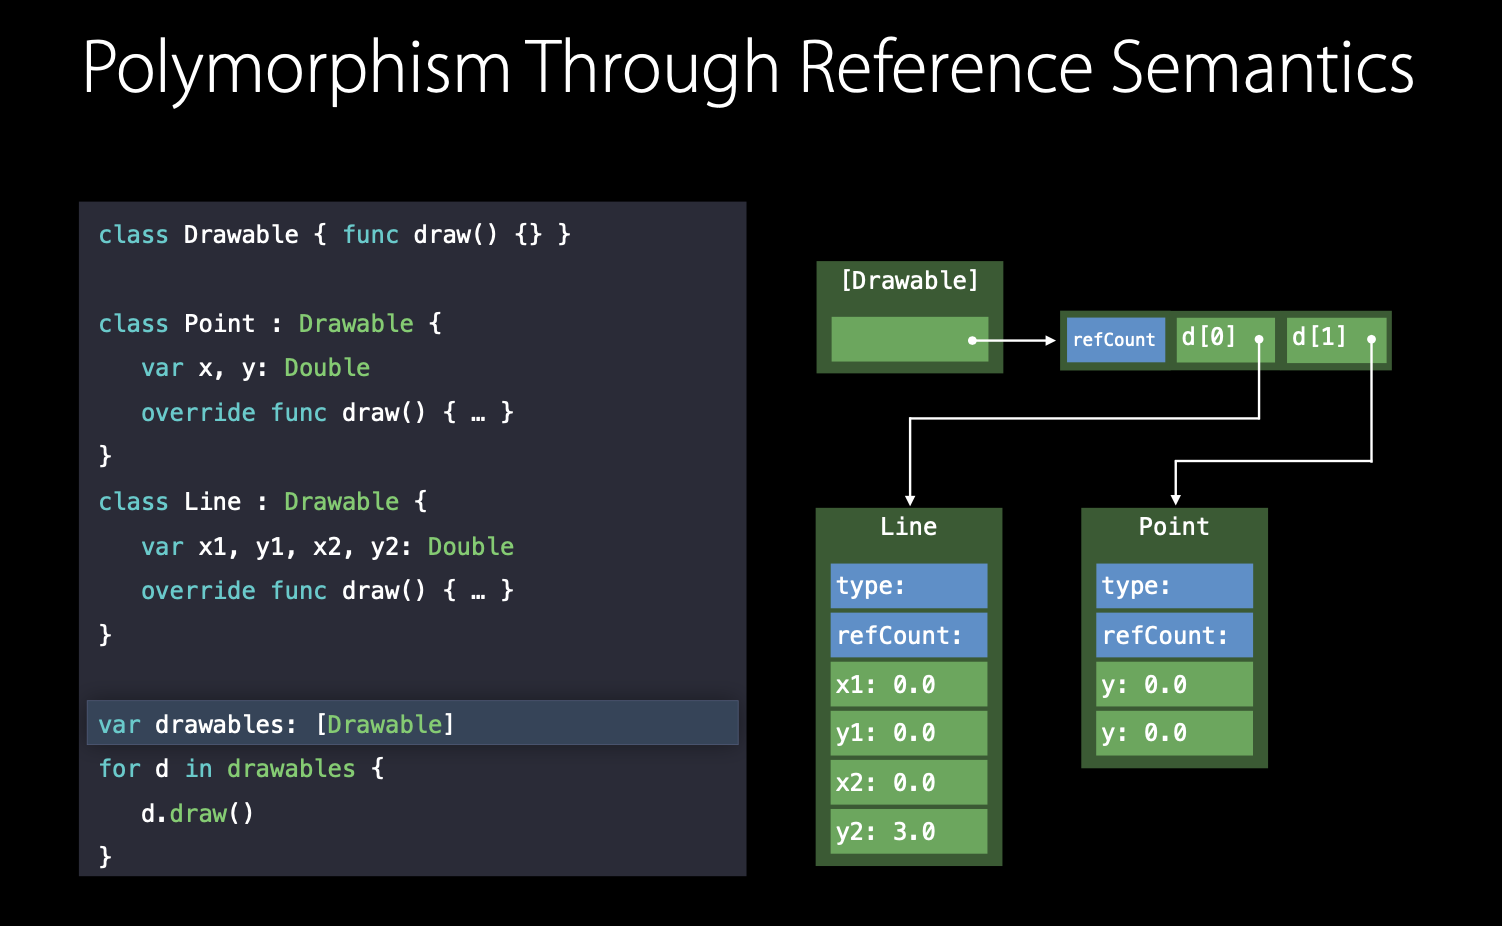 Polymorphism Through Reference Semantics
class Drawable { func draw() {} }
class Point : Drawable {
var x, y: Double
override func draw() { … }
}
class Line : Drawable {
var x1, y1, x2, y2: Double
override func draw() { … }
}
var drawables: [Drawable]
for d in drawables {
d.draw()
}
[Drawable]
refCount
d[0]
d[1]
Line
type:
refCount:
x1: 0.0
y1: 0.0
x2: 0.0
y2: 3.0
Point
type:
refCount:
y: 0.0
y: 0.0